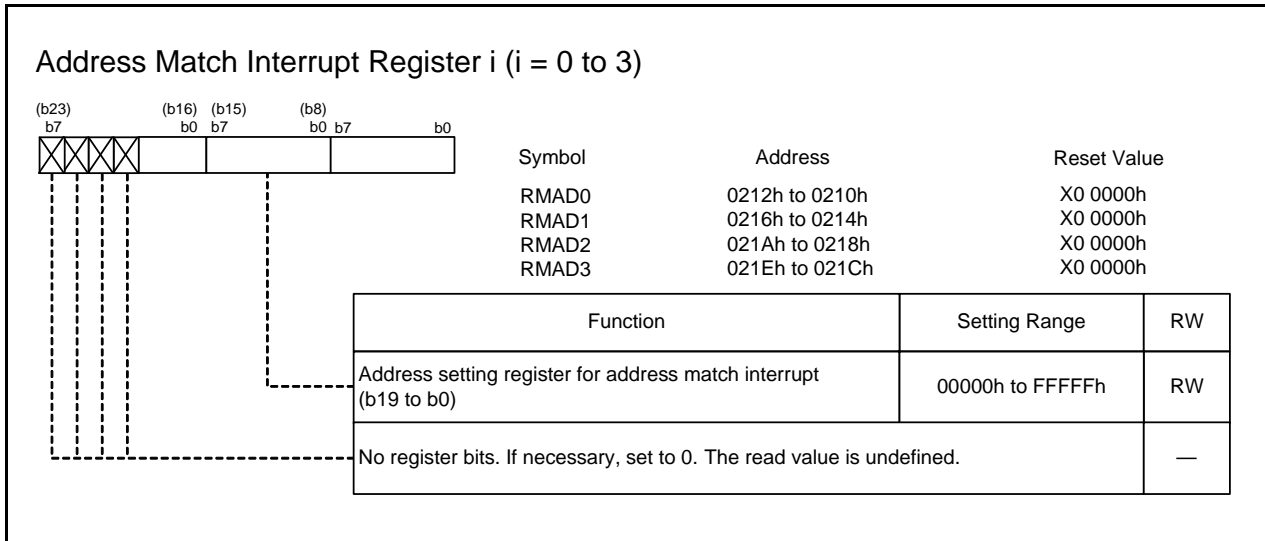 Address Match Interrupt Register i (i = 0 to 3)
(b23) (b16) (b15) (b8)
b7 b0 b7 b0 b7 b0
Symbol Address Reset Value
RMAD0 0212h to 0210h X0 0000h
RMAD1 0216h to 0214h X0 0000h
RMAD2 021Ah to 0218h X0 0000h
RMAD3 021Eh to 021Ch X0 0000h
Function Setting Range RW
Address setting register for address match interrupt
(b19 to b0) 00000h to FFFFFh RW
No register bits. If necessary, set to 0. The read value is undefined. —